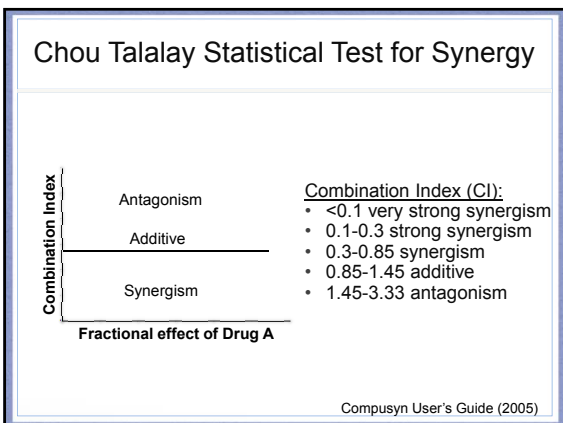 Chou Talalay Statistical Test for Synergy
Combination Index
Antagonism
Additive
Synergism
Fractional effect of Drug A
Combination Index (CI):
• <0.1 very strong synergism
• 0.1-0.3 strong synergism
• 0.3-0.85 synergism
• 0.85-1.45 additive
• 1.45-3.33 antagonism
Compusyn User's Guide (2005)